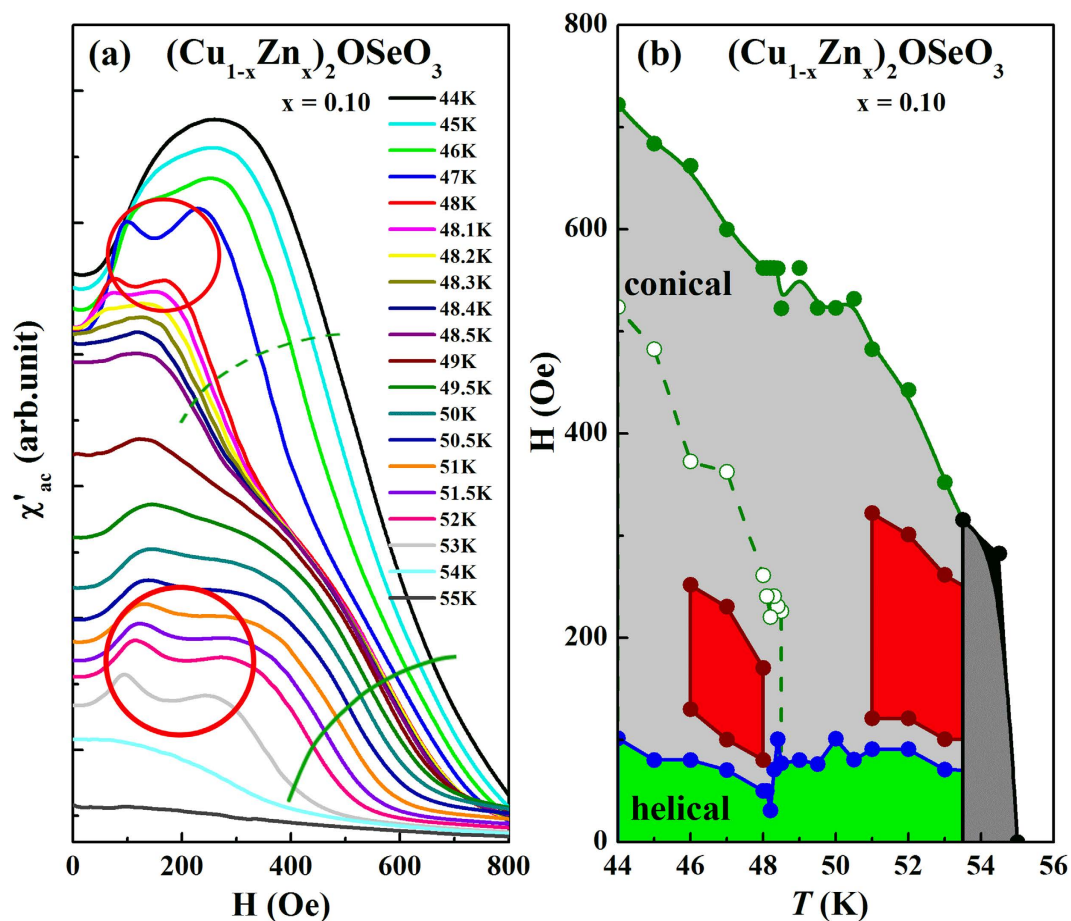 (a) (Cu1-xZnx)2OSeO3
x = 0.10
44K
45K
46K
47K
48K
48.1K
48.2K
48.3K
48.4K
48.5K
49K
49.5K
50K
50.5K
51K
51.5K
52K
53K
54K
55K
χ'ac (arb.unit)
0 200 400 600 800
H (Oe)
(b) (Cu1-xZnx)2OSeO3
x = 0.10
800
600
400
200
0
H (Oe)
conical
helical
44 46 48 50 52 54 56
T (K)